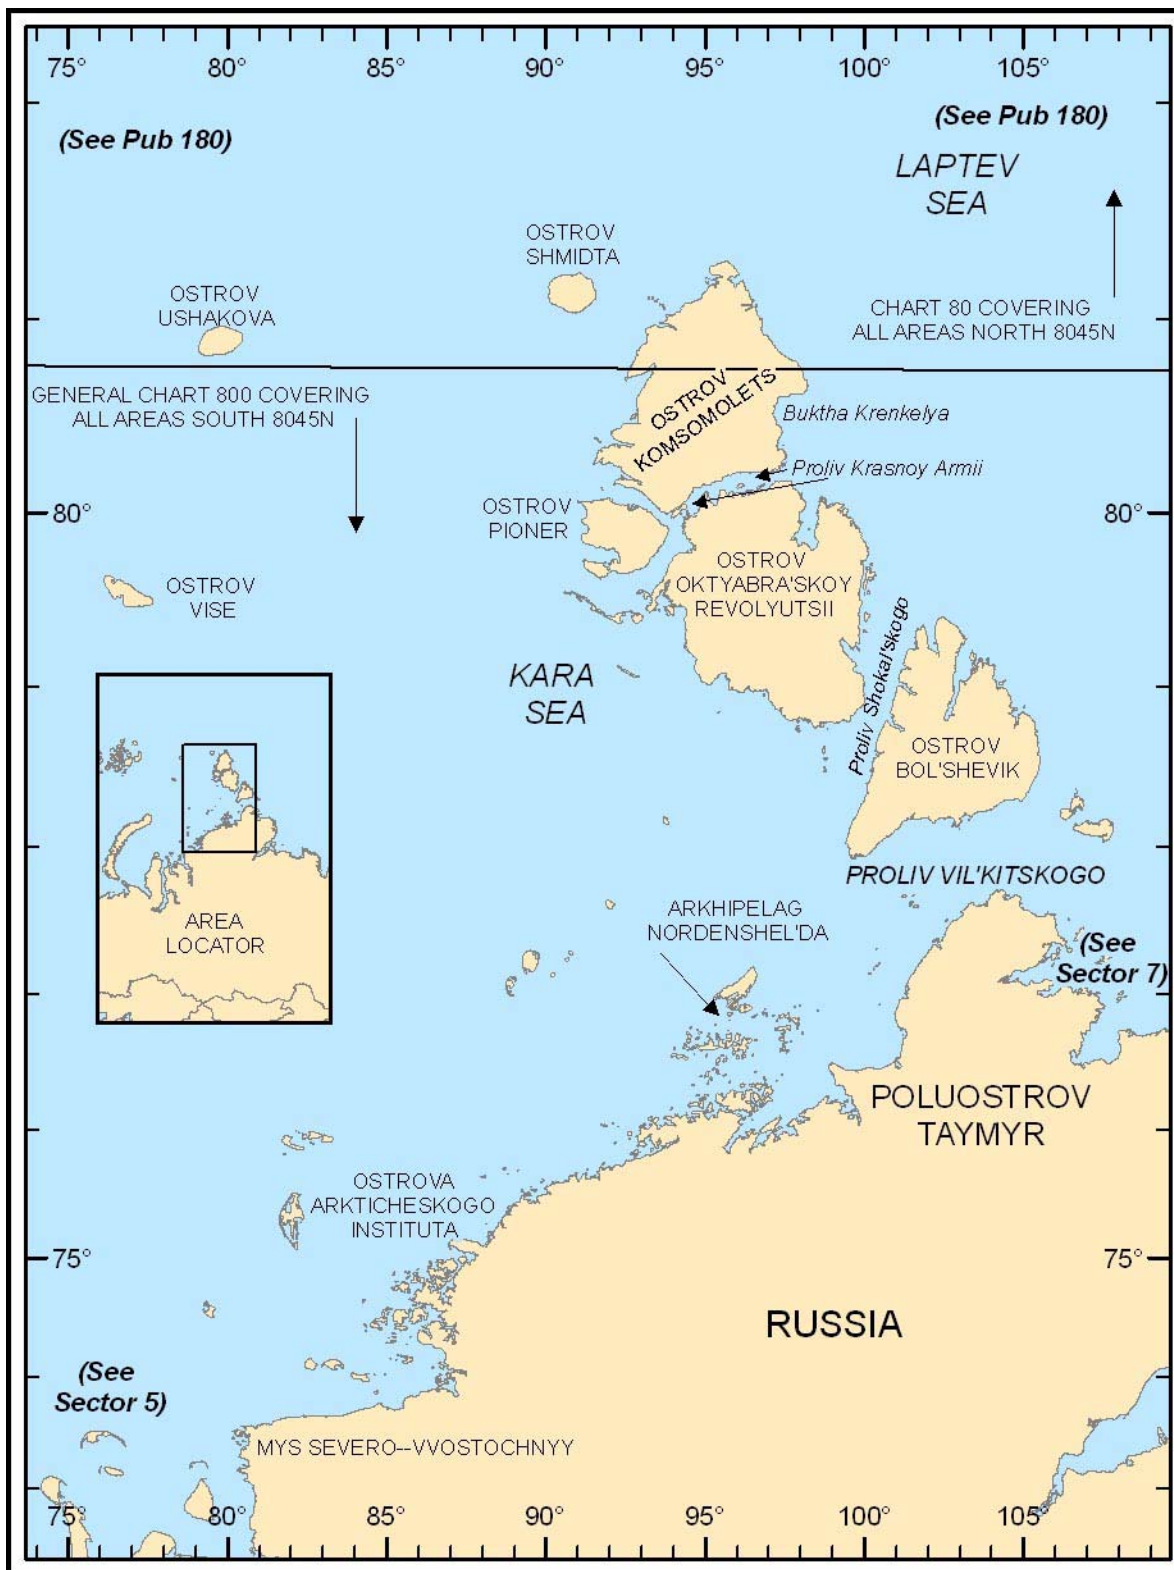 75°
80°
85°
90°
95°
100°
105°
(See Pub 180)
(See Pub 180)
LAPTEV
SEA
OSTROV
SHMIDTA
OSTROV
USHAKOVA
CHART 80 COVERING
ALL AREAS NORTH 8045N
GENERAL CHART 800 COVERING
ALL AREAS SOUTH 8045N
OSTROV
KOMSOMOLETS
Buktha Krenkelya
Proliv Krasnoy Armii
OSTROV
PIONER
80°
80°
OSTROV
OKTYABRA'SKOY
REVOLYUTSII
OSTROV
VISE
Proliv Shokal'skogo
KARA
SEA
OSTROV
BOL'SHEVIK
PROLIV VIL'KITSKOGO
AREA
LOCATOR
ARKHIPELAG
NORDENSHEL'DA
(See
Sector 7)
POLUOSTROV
TAYMYR
OSTROVA
ARKTICHESKOGO
INSTITUTA
75°
75°
RUSSIA
(See
Sector 5)
MYS SEVERO--VVOSTOCHNYY
75°
80°
85°
90°
95°
100°
105°